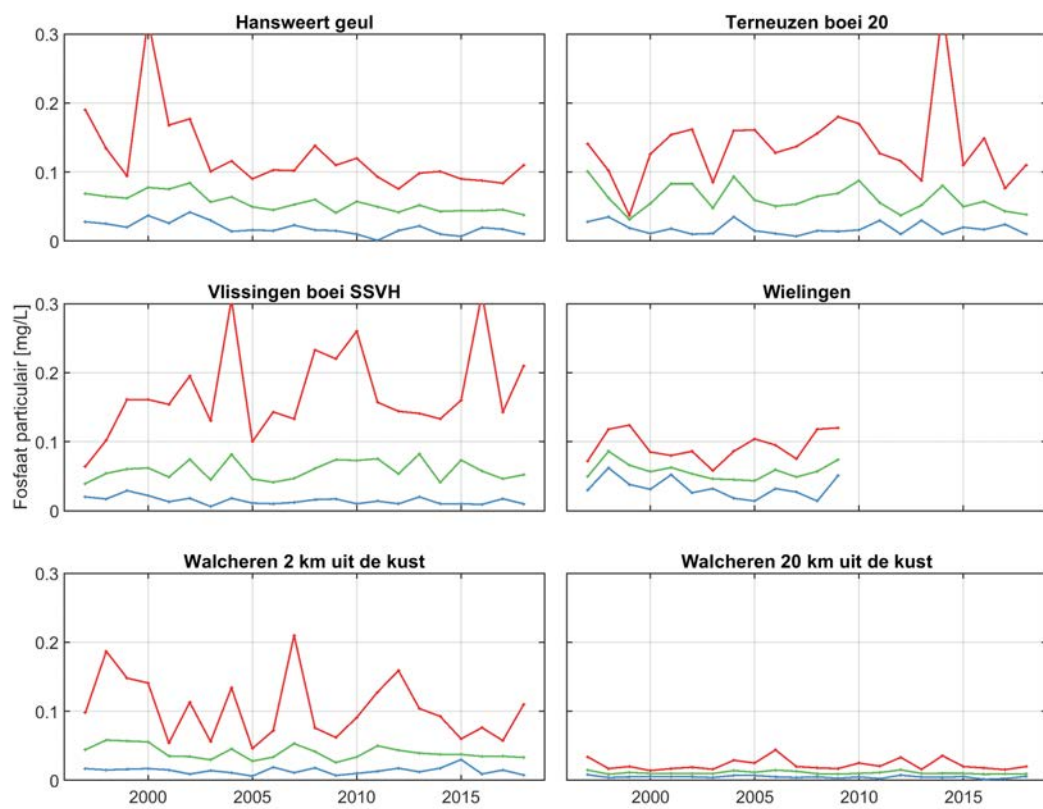 Hansweert geul
Terneuzen boei 20
0.3
0.2
0.1
0
Vlissingen boei SSVH
Wielingen
Fosfaat particulair [mg/L]
0.3
0.2
0.1
0
Walcheren 2 km uit de kust
Walcheren 20 km uit de kust
0.3
0.2
0.1
0
2000
2005
2010
2015
2000
2005
2010
2015